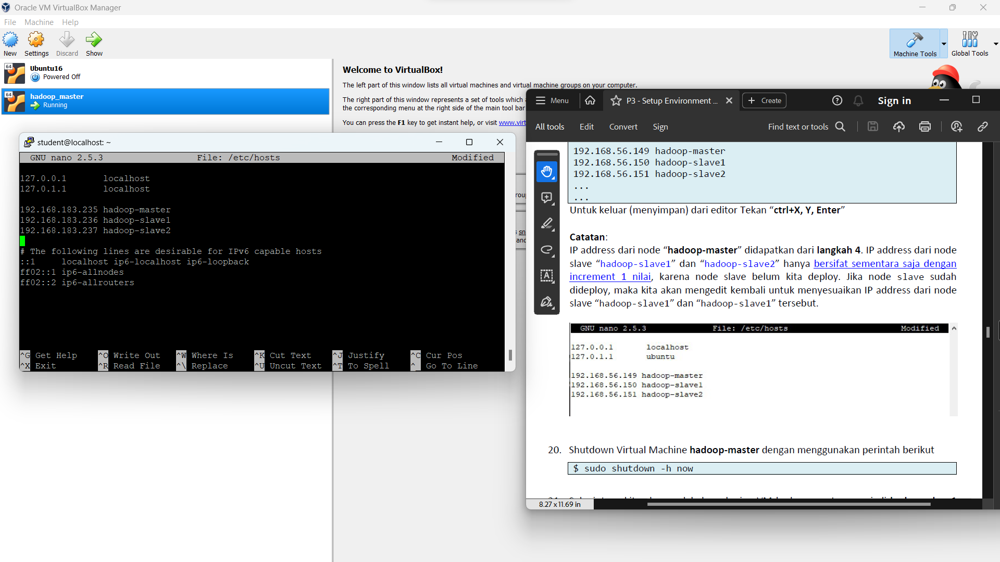 Oracle VM VirtualBox Manager
File Machine Help
New Settings Discard Show
Machine Tools Global Tools
64 Ubuntu16
Powered Off
64 hadoop_master
Running
Welcome to VirtualBox!
The left part of this window lists all virtual machines and virtual machine groups on your computer.
The right part of this window represents a set of tools which
the corresponding menu at the right side of the main tool bar
You can press the F1 key to get instant help, or visit www.virt
student@localhost: ~
GNU nano 2.5.3 File: /etc/hosts Modified
127.0.0.1 localhost
127.0.1.1 localhost
192.168.183.235 hadoop-master
192.168.183.236 hadoop-slave1
192.168.183.237 hadoop-slave2
# The following lines are desirable for IPv6 capable hosts
::1 localhost ip6-localhost ip6-loopback
ff02::1 ip6-allnodes
ff02::2 ip6-allrouters
^G Get Help ^O Write Out ^W Where Is ^K Cut Text ^J Justify ^C Cur Pos
^X Exit ^R Read File ^\ Replace ^U Uncut Text ^T To Spell ^_ Go To Line
Menu P3 - Setup Environment ... Create Sign in
All tools Edit Convert Sign Find text or tools
192.168.56.149 hadoop-master
192.168.56.150 hadoop-slave1
192.168.56.151 hadoop-slave2
...
...
Untuk keluar (menyimpan) dari editor Tekan “ctrl+X, Y, Enter”
Catatan:
IP address dari node “hadoop-master” didapatkan dari langkah 4. IP address dari node
slave “hadoop-slave1” dan “hadoop-slave2” hanya bersifat sementara saja dengan
increment 1 nilai, karena node slave belum kita deploy. Jika node slave sudah
dideploy, maka kita akan mengedit kembali untuk menyesuaikan IP address dari node
slave “hadoop-slave1” dan “hadoop-slave1” tersebut.
GNU nano 2.5.3 File: /etc/hosts Modified
127.0.0.1 localhost
127.0.1.1 ubuntu
192.168.56.149 hadoop-master
192.168.56.150 hadoop-slave1
192.168.56.151 hadoop-slave2
20. Shutdown Virtual Machine hadoop-master dengan menggunakan perintah berikut
$ sudo shutdown -h now
8.27 x 11.69 in